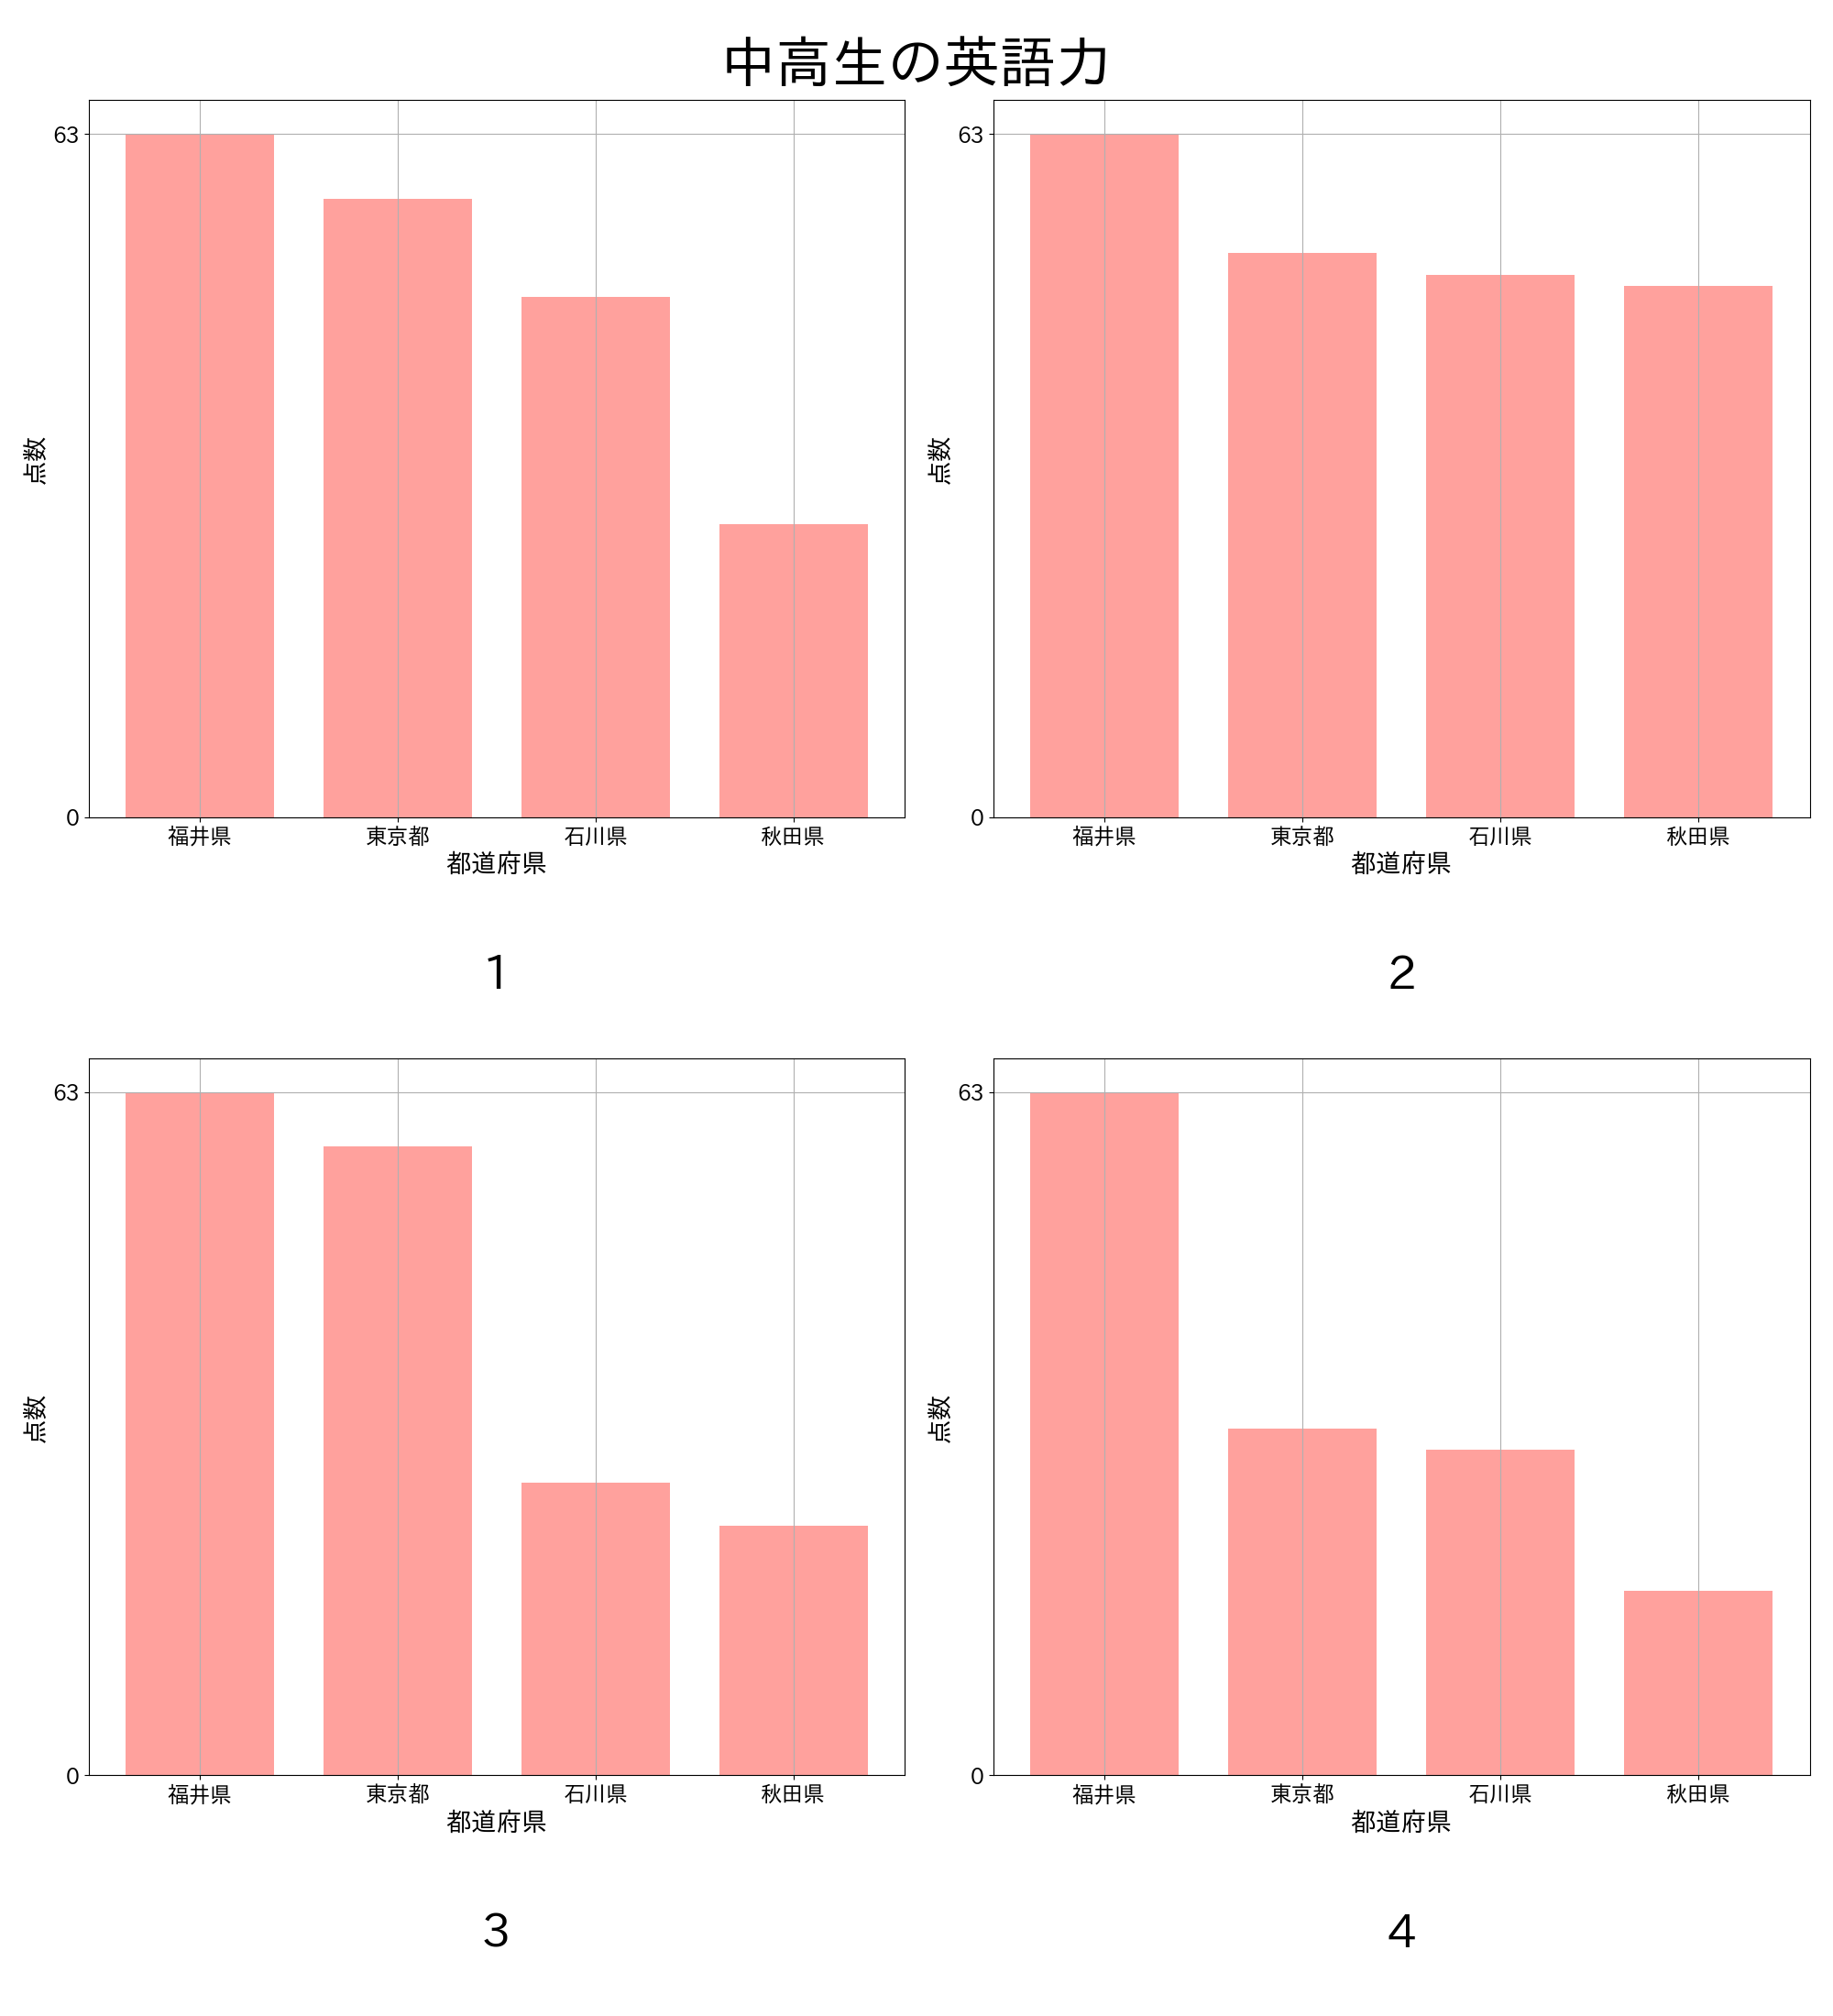 中高生の英語力
63
0
点数
福井県 東京都 石川県 秋田県
都道府県
1
63
0
点数
福井県 東京都 石川県 秋田県
都道府県
2
63
0
点数
福井県 東京都 石川県 秋田県
都道府県
3
63
0
点数
福井県 東京都 石川県 秋田県
都道府県
4